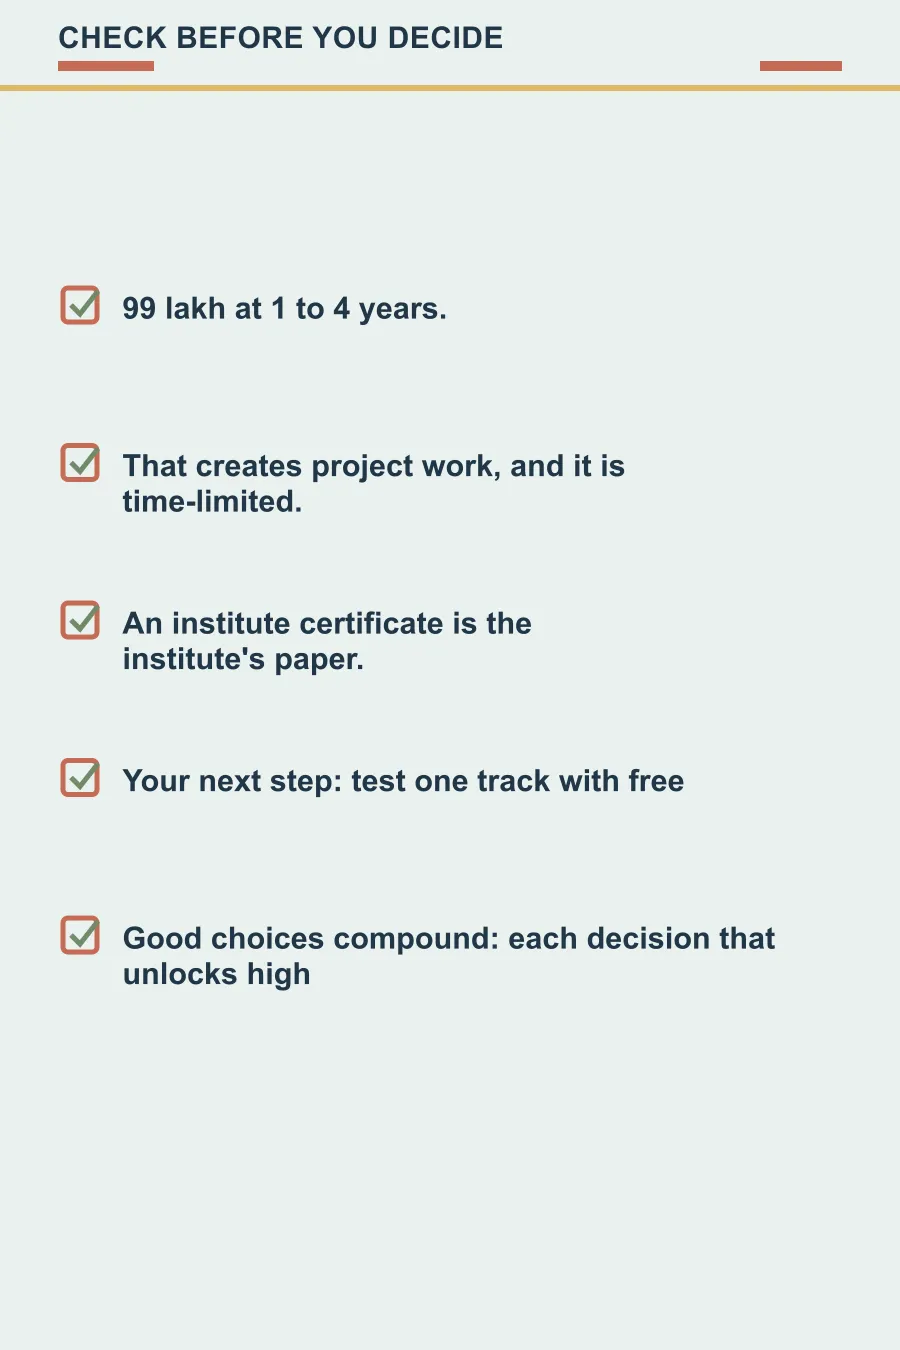 CHECK BEFORE YOU DECIDE
99 lakh at 1 to 4 years.
That creates project work, and it is
time-limited.
An institute certificate is the
institute's paper.
Your next step: test one track with free
Good choices compound: each decision that
unlocks high